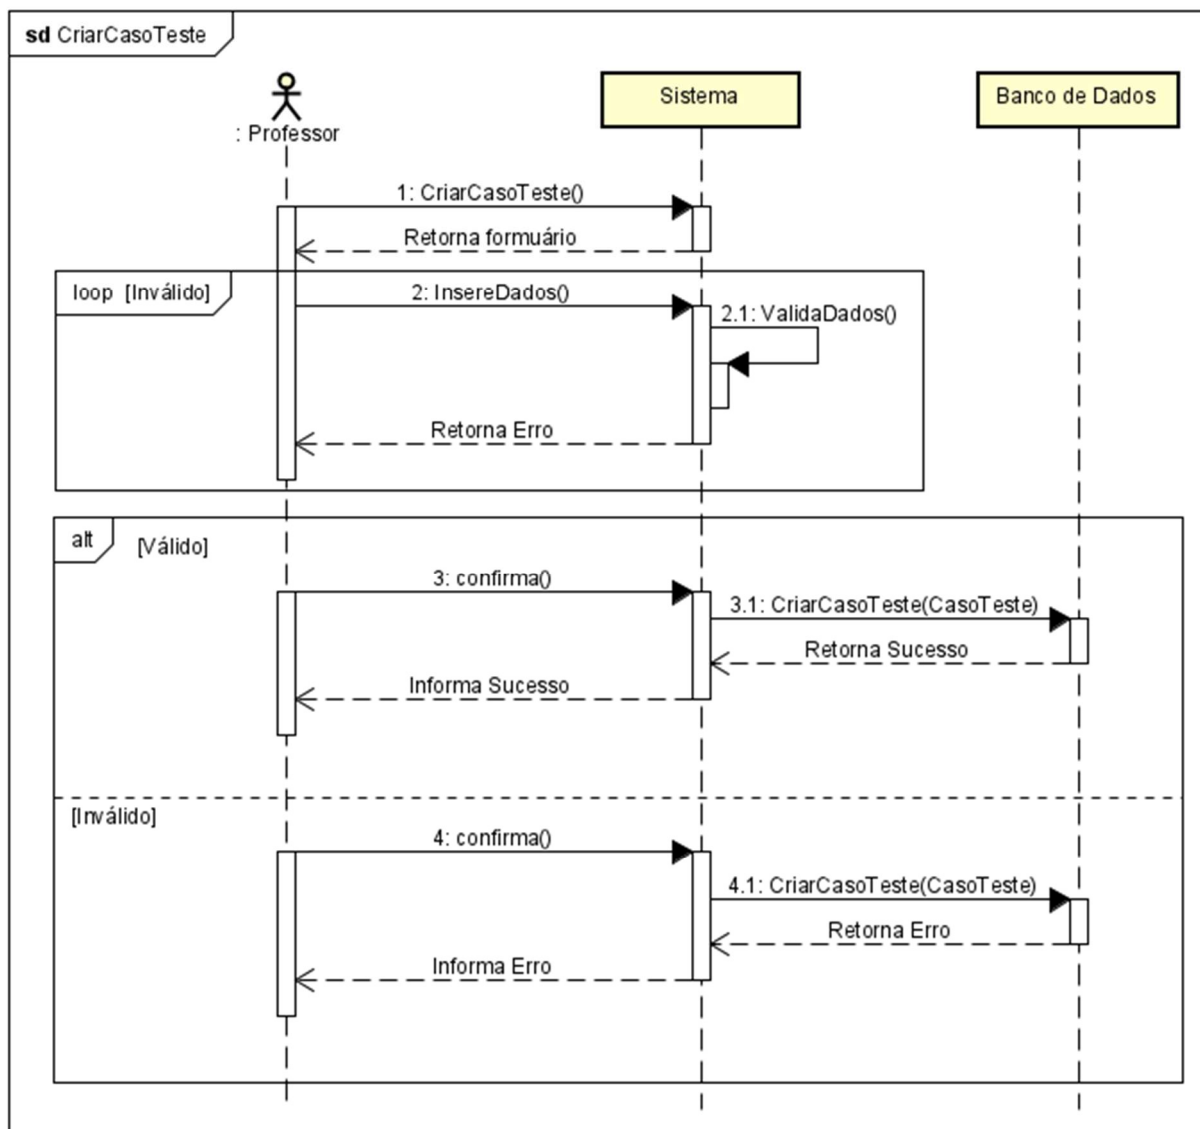 sd CriarCasoTeste
: Professor
Sistema
Banco de Dados
1: CriarCasoTeste()
Retorna formuário
loop [Inválido]
2: InsereDados()
2.1: ValidaDados()
Retorna Erro
alt
[Válido]
3: confirma()
3.1: CriarCasoTeste(CasoTeste)
Retorna Sucesso
Informa Sucesso
[Inválido]
4: confirma()
4.1: CriarCasoTeste(CasoTeste)
Retorna Erro
Informa Erro